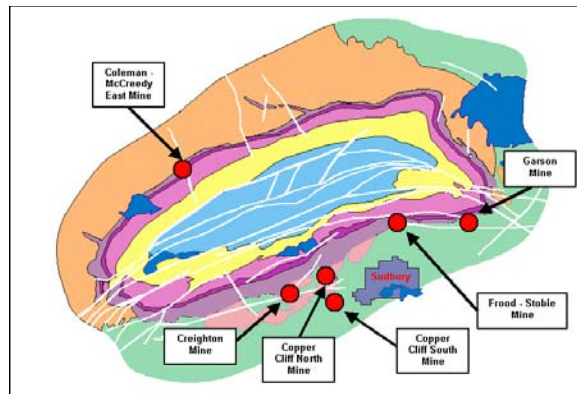 Coleman -
McCreedy
East Mine
Garson
Mine
Sudbury
Frood - Stobie
Mine
Creighton
Mine
Copper
Cliff North
Mine
Copper
Cliff South
Mine